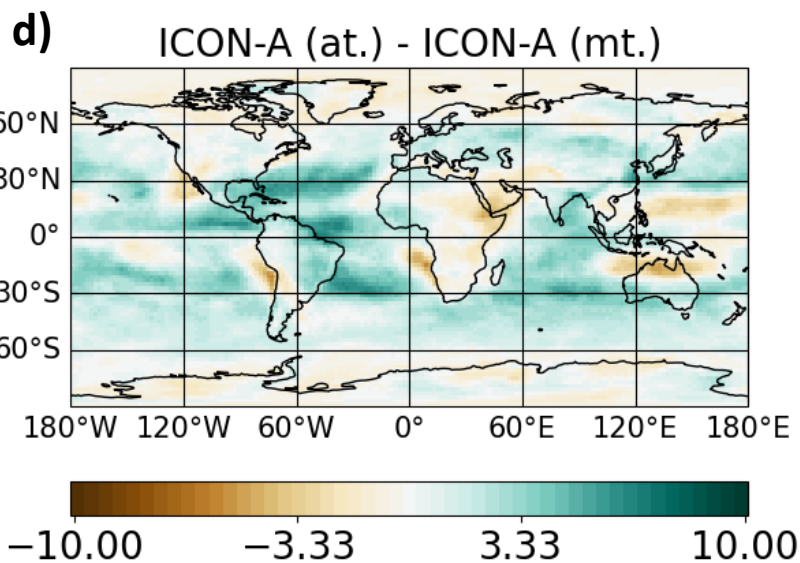 d)
ICON-A (at.) - ICON-A (mt.)
60°N
30°N
0°
30°S
60°S
180°W 120°W 60°W 0° 60°E 120°E 180°E
−10.00 −3.33 3.33 10.00